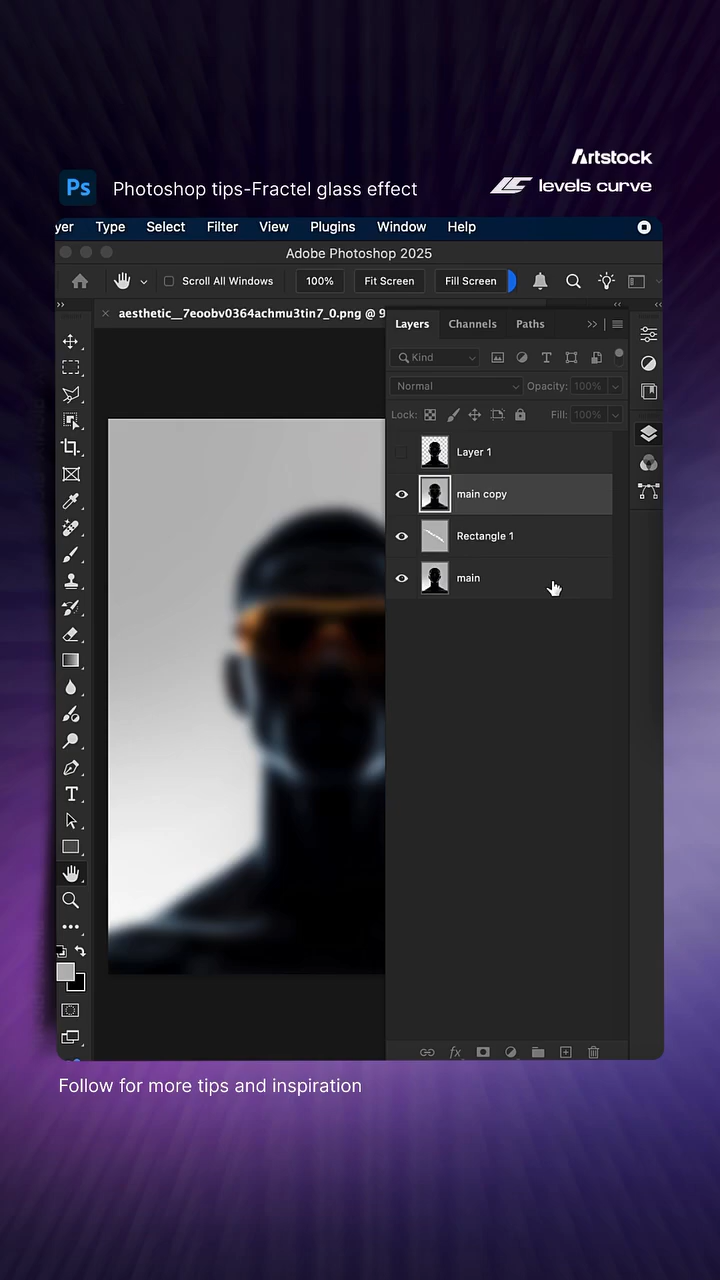 Artstock
Ps Photoshop tips-Fractel glass effect
levels curve
yer Type Select Filter View Plugins Window Help
Adobe Photoshop 2025
Scroll All Windows 100% Fit Screen Fill Screen
aesthetic__7eoobv0364achmu3tin7_0.png @ 9
Layers Channels Paths
Kind
Normal Opacity: 100%
Lock: Fill: 100%
Layer 1
main copy
Rectangle 1
main
fx
Follow for more tips and inspiration